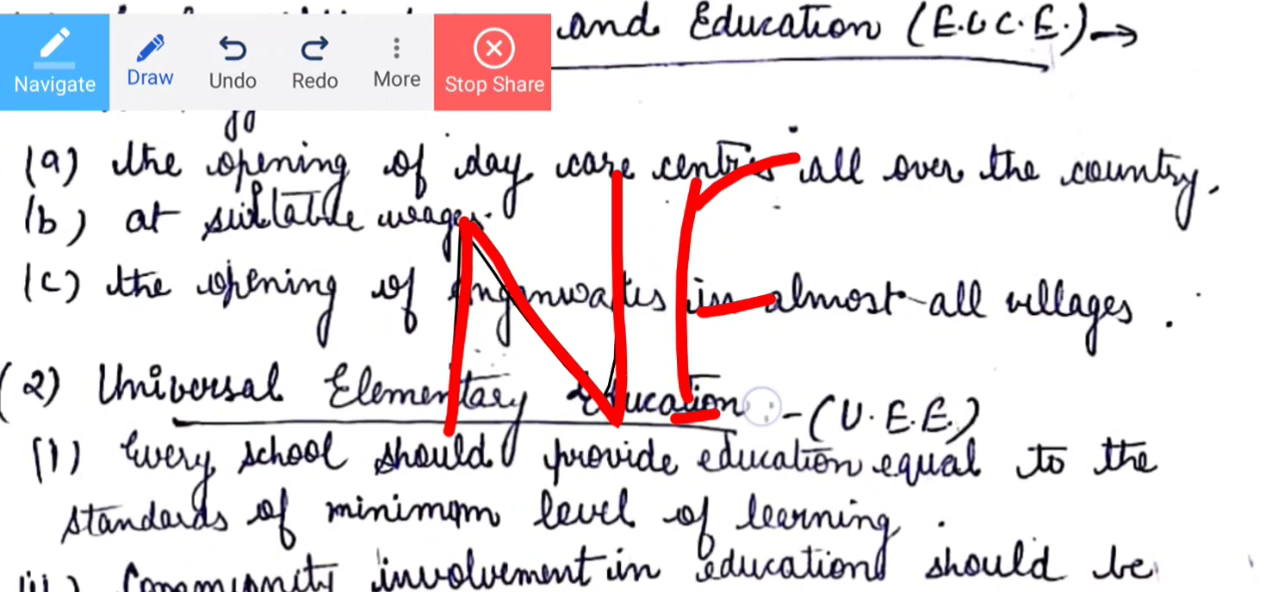 and Education (E.C.C.E.) →
Navigate Draw Undo Redo More Stop Share
(a) the opening of day care centres all over the country.
(b) at suitable wages.
(c) the opening of in almost all villages.
NE
(2) Universal Elementary Education - (U.E.E.)
(1) Every school should provide education equal to the
standards of minimum level of learning.
(ii) Community involvement in education should be